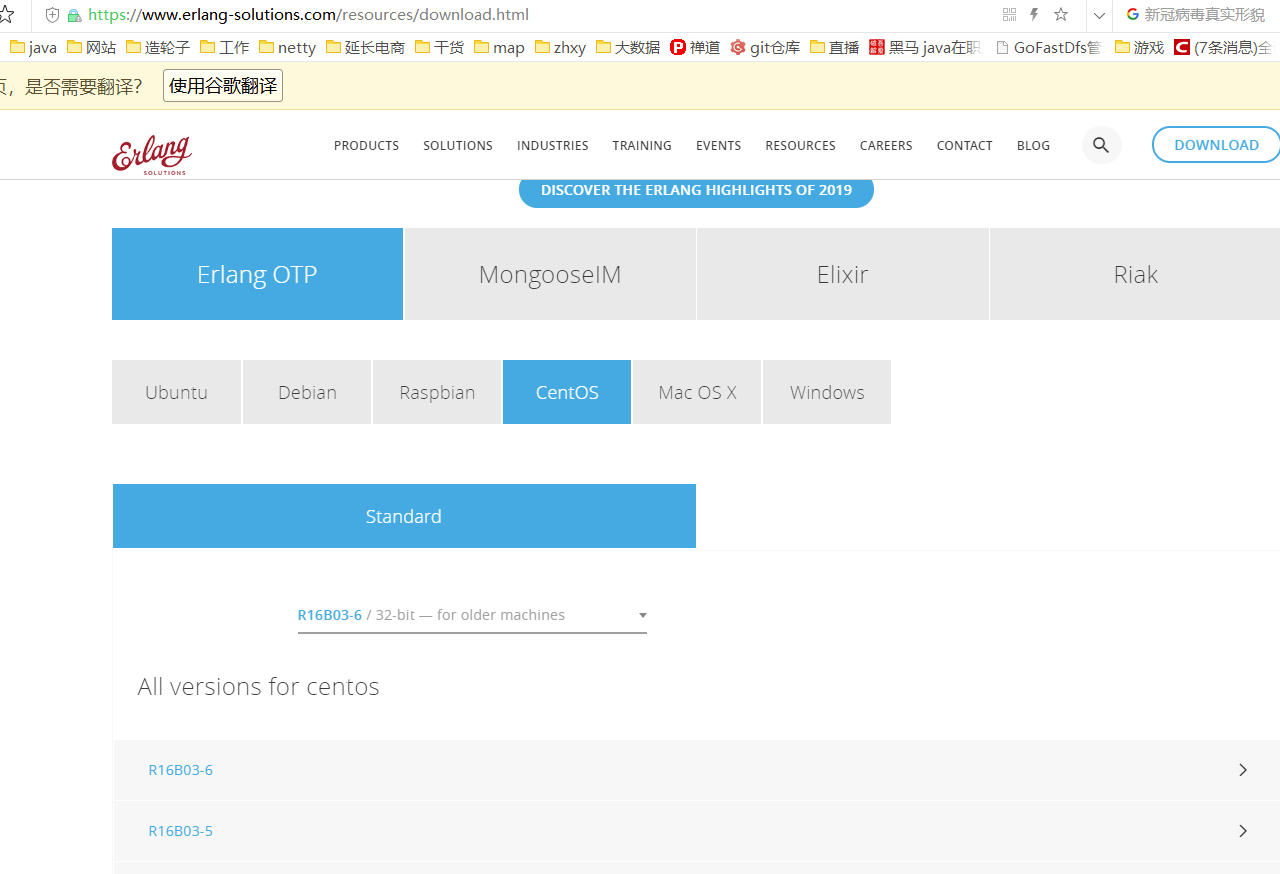 https://www.erlang-solutions.com/resources/download.html 新冠病毒真实形貌
java 网站 造轮子 工作 netty 延长电商 干货 map zhxy 大数据 禅道 git仓库 直播 黑马 java在职 GoFastDfs管 游戏 (7条消息)全
页，是否需要翻译? 使用谷歌翻译
Erlang SOLUTIONS PRODUCTS SOLUTIONS INDUSTRIES TRAINING EVENTS RESOURCES CAREERS CONTACT BLOG DOWNLOAD
DISCOVER THE ERLANG HIGHLIGHTS OF 2019
Erlang OTP MongooseIM Elixir Riak
Ubuntu Debian Raspbian CentOS Mac OS X Windows
Standard
R16B03-6 / 32-bit — for older machines
All versions for centos
R16B03-6
R16B03-5